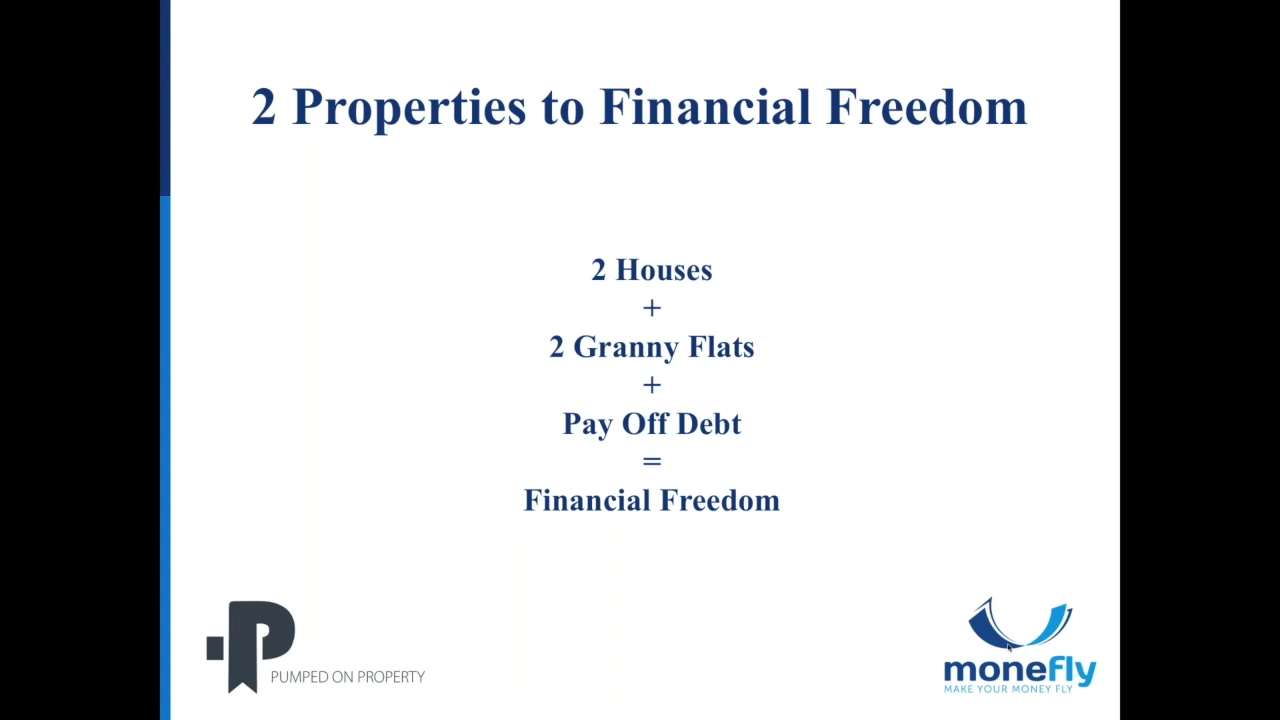 2 Properties to Financial Freedom
2 Houses
+
2 Granny Flats
+
Pay Off Debt
=
Financial Freedom
P
PUMPED ON PROPERTY
monefly
MAKE YOUR MONEY FLY